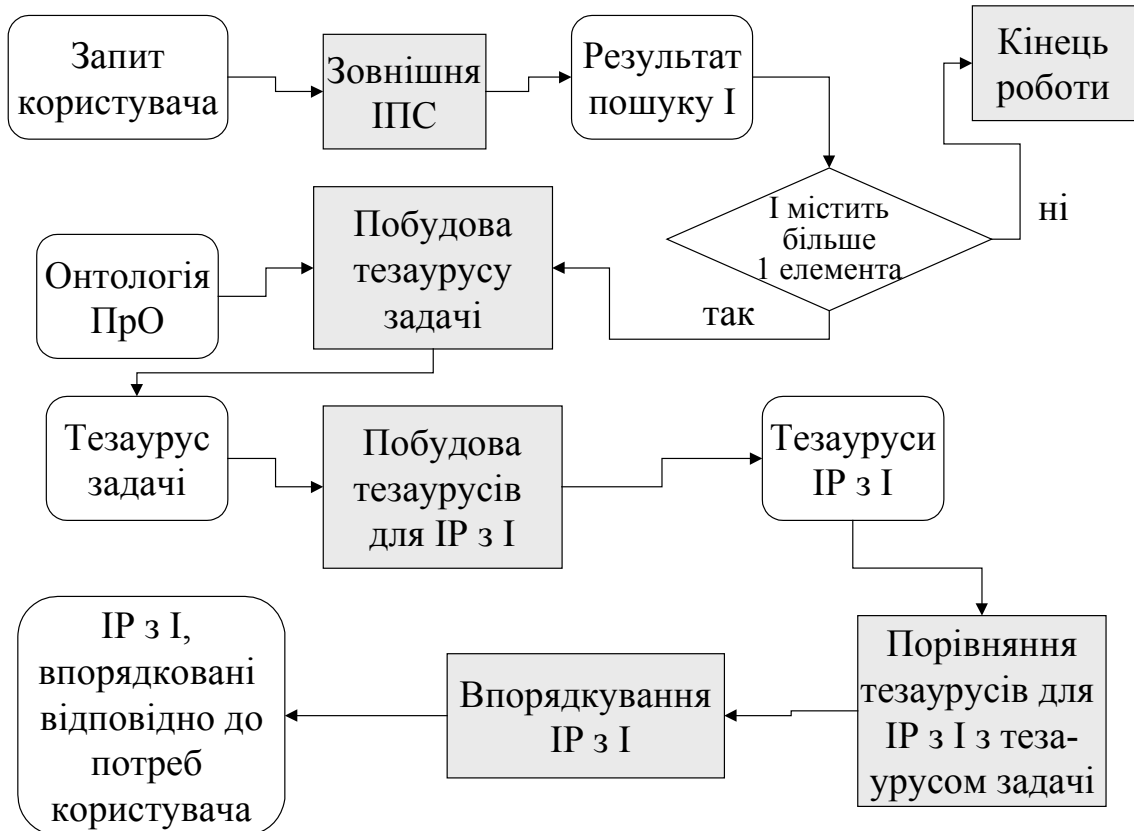 Запит
користувача
Зовнішня
ІПС
Результат
пошуку I
Кінець
роботи
I містить
більше
1 елемента
ні
так
Онтологія
ПрО
Побудова
тезаурусу
задачі
Тезаурус
задачі
Побудова
тезаурусів
для ІР з I
Тезауруси
ІР з I
Порівняння
тезаурусів для
ІР з I з теза-
урусом задачі
Впорядкування
ІР з I
ІР з I,
впорядковані
відповідно до
потреб
користувача